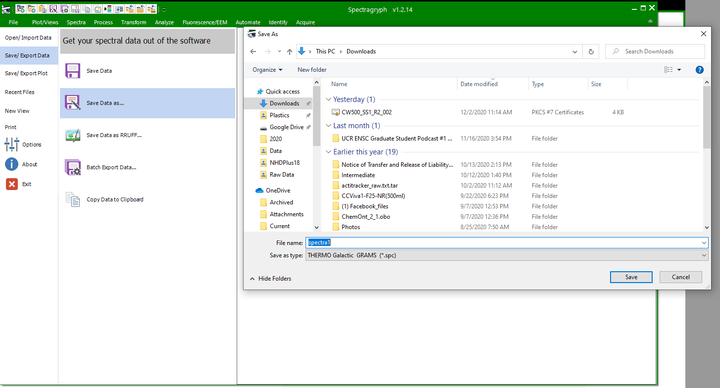 Spectragryph v1.2.14
File Plot/Views Spectra Process Transform Analyze Fluorescence/EEM Automate Identify Acquire
Open/ Import Data
Save/ Export Data
Save/ Export Plot
Recent Files
New View
Print
Options
About
Exit
Get your spectral data out of the software
Save Data
Save Data as...
Save Data as RRUFF...
Batch Export Data...
Copy Data to Clipboard
Save As
This PC > Downloads
Search Downloads
Organize New folder
Quick access
Downloads
Plastics
Google Drive
2020
Data
NHDPlus18
Raw Data
OneDrive
Archived
Attachments
Current
Name Date modified Type Size
Yesterday (1)
CW500_SS1_R2_002 12/2/2020 11:14 AM PKCS #7 Certificates 4 KB
Last month (1)
UCR ENSC Graduate Student Podcast #1 ... 11/16/2020 3:54 PM File folder
Earlier this year (19)
Notice of Transfer and Release of Liability... 10/13/2020 2:13 PM File folder
Intermediate 10/12/2020 1:40 PM File folder
actitracker_raw.txt.tar 10/2/2020 11:12 AM File folder
CCViva1-F25-NR(500ml) 9/22/2020 6:23 PM File folder
(1) Facebook_files 9/7/2020 12:53 PM File folder
ChemOnt_2_1.obo 9/7/2020 12:36 PM File folder
Photos 8/25/2020 7:50 AM File folder
File name: spectra1
Save as type: THERMO Galactic GRAMS (*.spc)
Hide Folders
Save Cancel